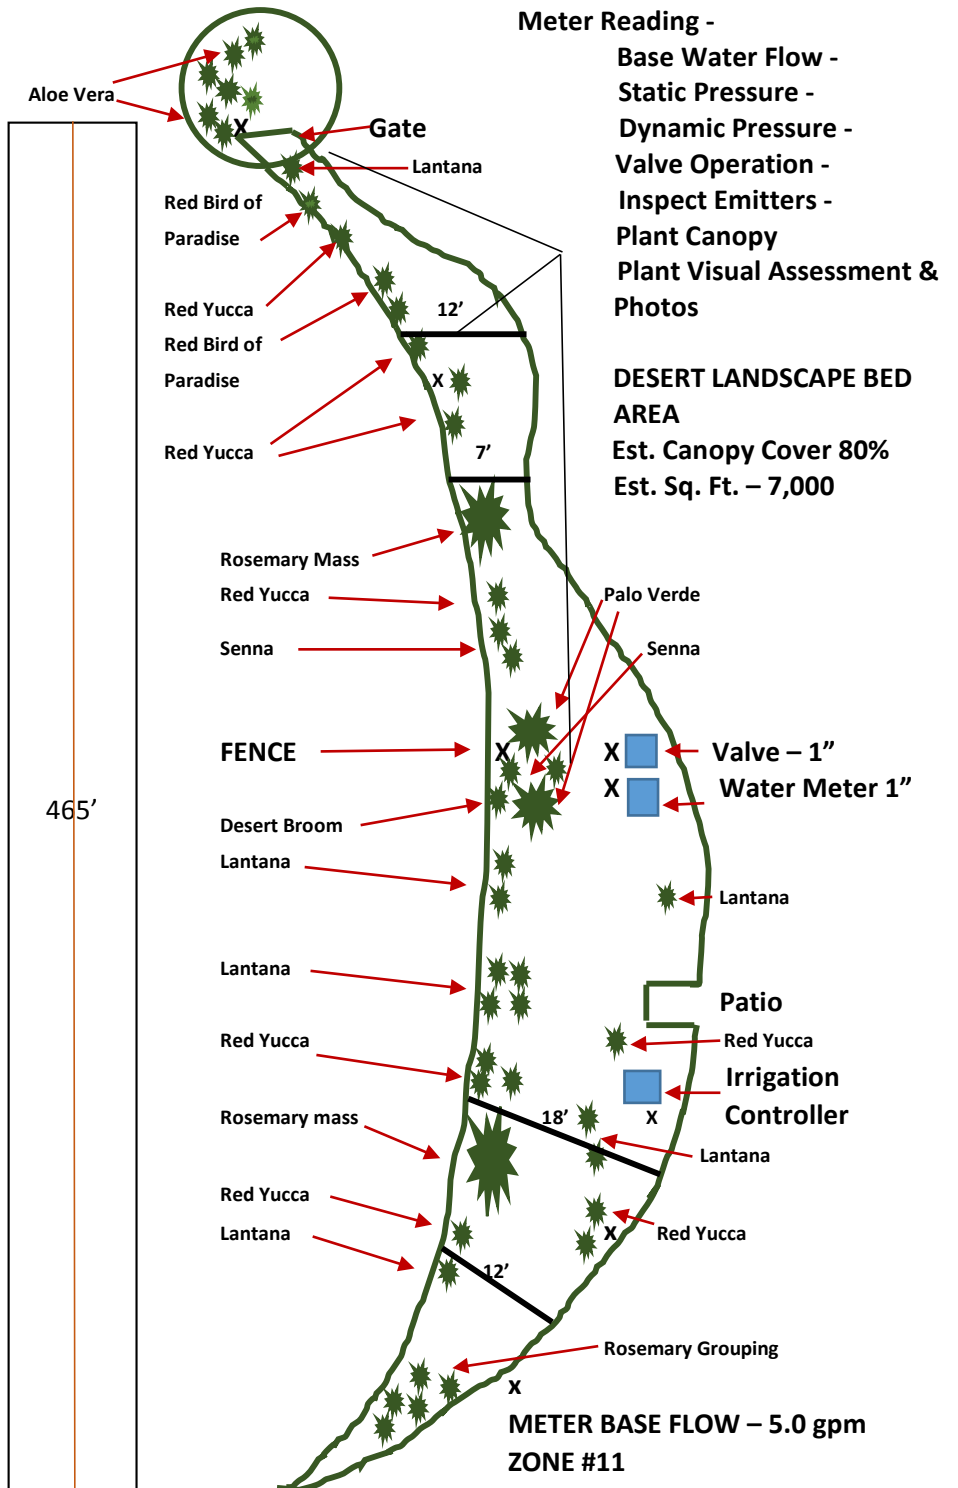 Meter Reading -
Base Water Flow -
Static Pressure -
Dynamic Pressure -
Valve Operation -
Inspect Emitters -
Plant Canopy
Plant Visual Assessment &
Photos
Aloe Vera
X
Gate
Lantana
Red Bird of
Paradise
Red Yucca
12’
Red Bird of
Paradise
X
Red Yucca
7’
DESERT LANDSCAPE BED
AREA
Est. Canopy Cover 80%
Est. Sq. Ft. – 7,000
Rosemary Mass
Red Yucca
Palo Verde
Senna
Senna
FENCE
X
X
Valve – 1”
X
Water Meter 1”
465’
Desert Broom
Lantana
Lantana
Lantana
Patio
Red Yucca
Red Yucca
Irrigation
Controller
X
Rosemary mass
18’
Lantana
Red Yucca
Lantana
X
Red Yucca
12’
Rosemary Grouping
X
METER BASE FLOW – 5.0 gpm
ZONE #11